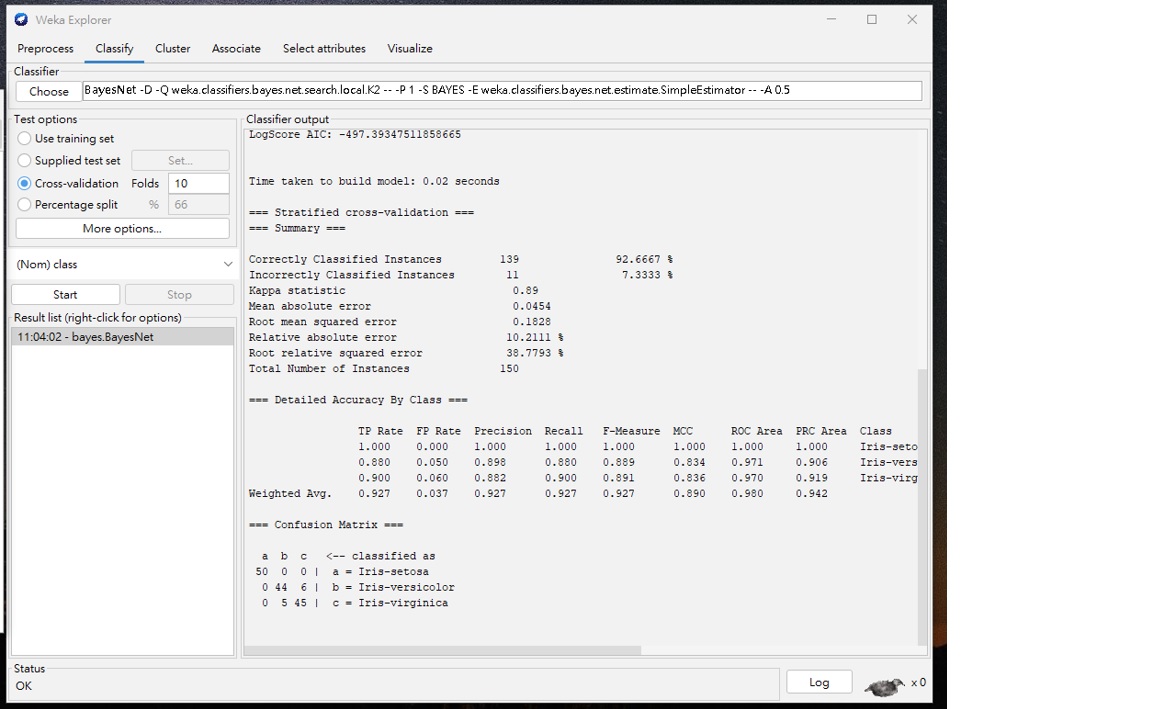 Weka Explorer
Preprocess Classify Cluster Associate Select attributes Visualize
Classifier
Choose BayesNet -D -Q weka.classifiers.bayes.net.search.local.K2 -- -P 1 -S BAYES -E weka.classifiers.bayes.net.estimate.SimpleEstimator -- -A 0.5
Test options
Use training set
Supplied test set Set...
Cross-validation Folds 10
Percentage split % 66
More options...
(Nom) class
Start Stop
Result list (right-click for options)
11:04:02 - bayes.BayesNet
Classifier output
LogScore AIC: -497.39347511858665
Time taken to build model: 0.02 seconds
=== Stratified cross-validation ===
=== Summary ===
Correctly Classified Instances 139 92.6667 %
Incorrectly Classified Instances 11 7.3333 %
Kappa statistic 0.89
Mean absolute error 0.0454
Root mean squared error 0.1828
Relative absolute error 10.2111 %
Root relative squared error 38.7793 %
Total Number of Instances 150
=== Detailed Accuracy By Class ===
TP Rate FP Rate Precision Recall F-Measure MCC ROC Area PRC Area Class
1.000 0.000 1.000 1.000 1.000 1.000 1.000 1.000 Iris-seto
0.880 0.050 0.898 0.880 0.889 0.834 0.971 0.906 Iris-vers
0.900 0.060 0.882 0.900 0.891 0.836 0.970 0.919 Iris-virg
Weighted Avg. 0.927 0.037 0.927 0.927 0.927 0.890 0.980 0.942
=== Confusion Matrix ===
a b c <-- classified as
50 0 0 | a = Iris-setosa
0 44 6 | b = Iris-versicolor
0 5 45 | c = Iris-virginica
Status
OK
Log
x 0